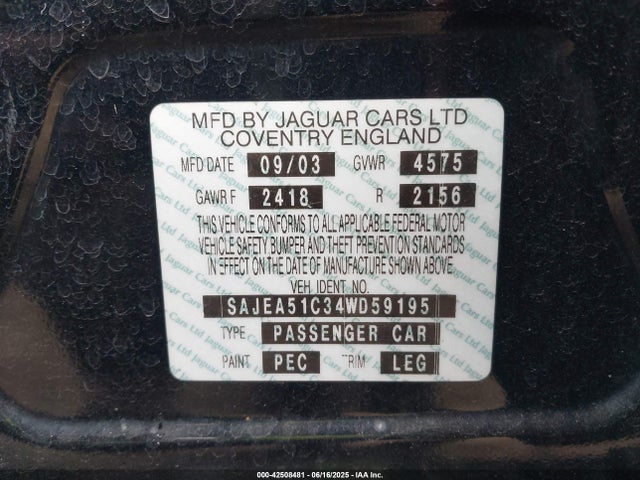 MFD BY JAGUAR CARS LTD
COVENTRY ENGLAND
MFD DATE 09/03 GVWR 4575
GAWR F 2418 R 2156
THIS VEHICLE CONFORMS TO ALL APPLICABLE FEDERAL MOTOR
VEHICLE SAFETY BUMPER AND THEFT PREVENTION STANDARDS
IN EFFECT ON THE DATE OF MANUFACTURE SHOWN ABOVE
VEH IDENT NO.
SAJEA51C34WD59195
TYPE PASSENGER CAR
PAINT PEC TRIM LEG
000-42508481 - 06/16/2025 - IAA Inc.